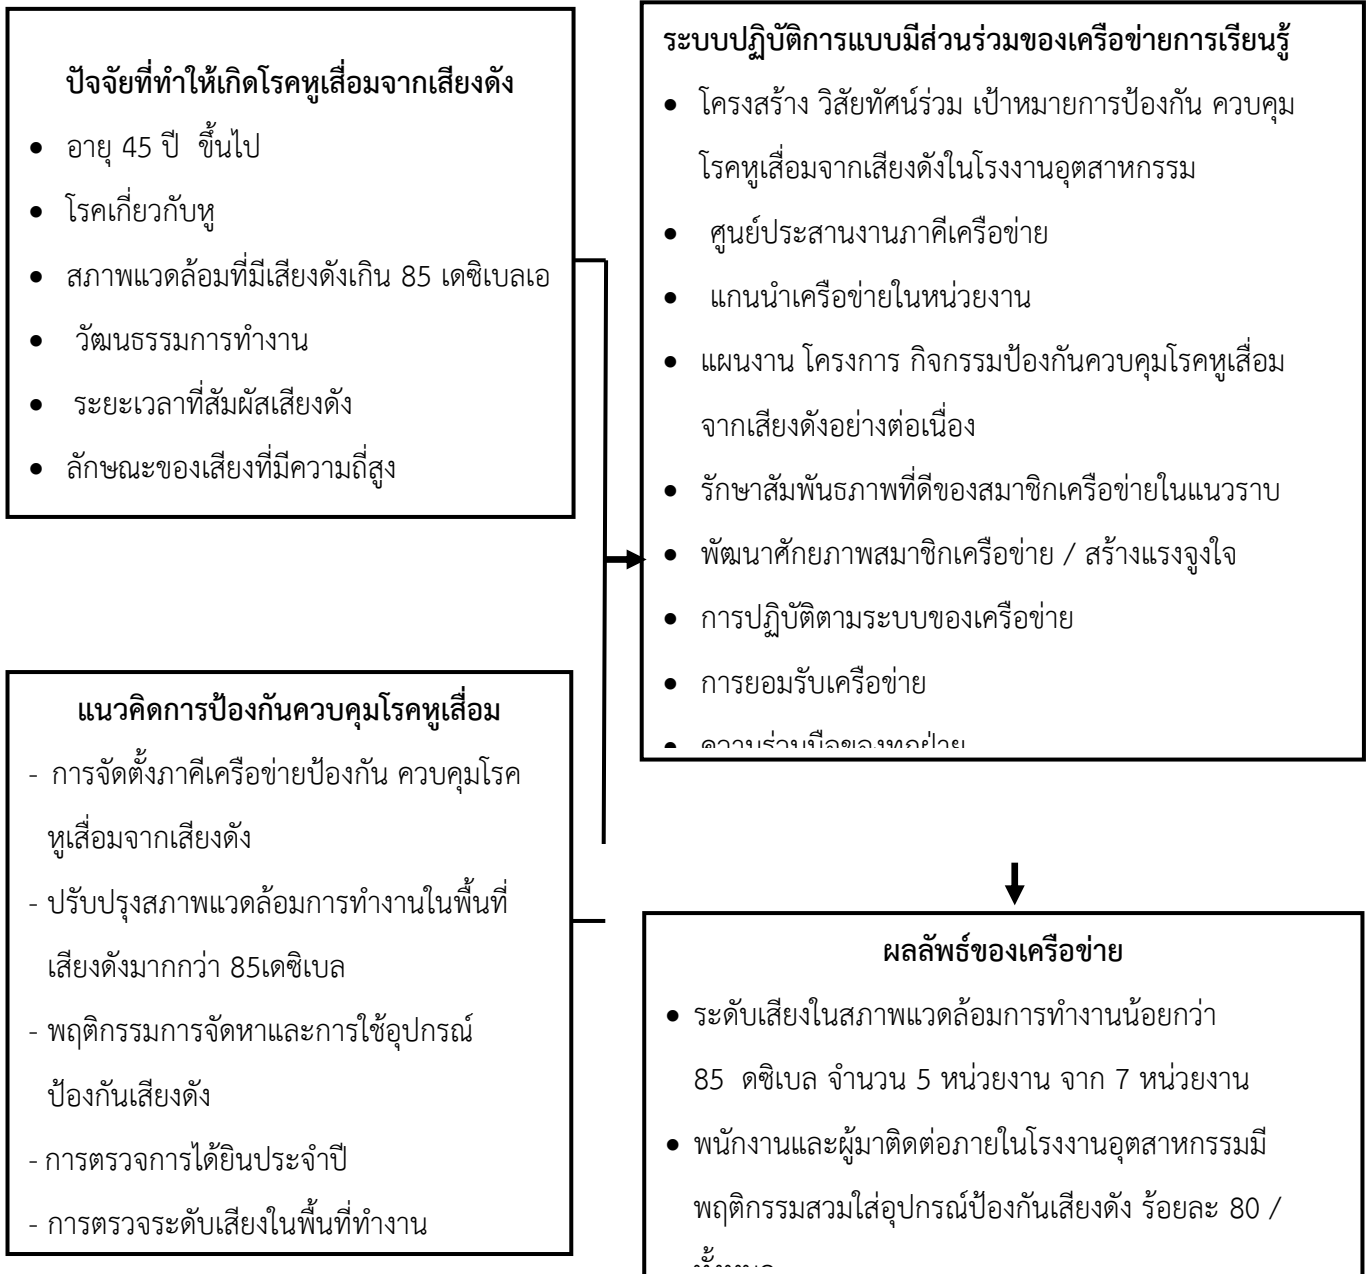 ปัจจัยที่ทำให้เกิดโรคหูเสื่อมจากเสียงดัง
• อายุ 45 ปี ขึ้นไป
• โรคเกี่ยวกับหู
• สภาพแวดล้อมที่มีเสียงดังเกิน 85 เดซิเบลเอ
• วัฒนธรรมการทำงาน
• ระยะเวลาที่สัมผัสเสียงดัง
• ลักษณะของเสียงที่มีความถี่สูง
แนวคิดการป้องกันควบคุมโรคหูเสื่อม
- การจัดตั้งภาคีเครือข่ายป้องกัน ควบคุมโรค
หูเสื่อมจากเสียงดัง
- ปรับปรุงสภาพแวดล้อมการทำงานในพื้นที่
เสียงดังมากกว่า 85เดซิเบล
- พฤติกรรมการจัดหาและการใช้อุปกรณ์
ป้องกันเสียงดัง
- การตรวจการได้ยินประจำปี
- การตรวจระดับเสียงในพื้นที่ทำงาน
ระบบปฏิบัติการแบบมีส่วนร่วมของเครือข่ายการเรียนรู้
• โครงสร้าง วิสัยทัศน์ร่วม เป้าหมายการป้องกัน ควบคุม
โรคหูเสื่อมจากเสียงดังในโรงงานอุตสาหกรรม
• ศูนย์ประสานงานภาคีเครือข่าย
• แกนนำเครือข่ายในหน่วยงาน
• แผนงาน โครงการ กิจกรรมป้องกันควบคุมโรคหูเสื่อม
จากเสียงดังอย่างต่อเนื่อง
• รักษาสัมพันธภาพที่ดีของสมาชิกเครือข่ายในแนวราบ
• พัฒนาศักยภาพสมาชิกเครือข่าย / สร้างแรงจูงใจ
• การปฏิบัติตามระบบของเครือข่าย
• การยอมรับเครือข่าย
• ความร่วมมือของทุกฝ่าย
ผลลัพธ์ของเครือข่าย
• ระดับเสียงในสภาพแวดล้อมการทำงานน้อยกว่า
85 ดซิเบล จำนวน 5 หน่วยงาน จาก 7 หน่วยงาน
• พนักงานและผู้มาติดต่อภายในโรงงานอุตสาหกรรมมี
พฤติกรรมสวมใส่อุปกรณ์ป้องกันเสียงดัง ร้อยละ 80 /